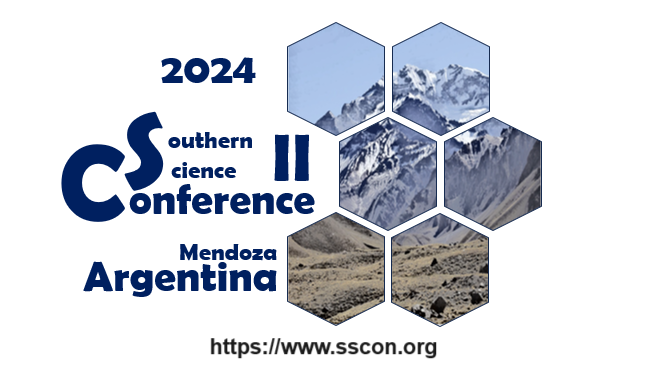 2024
Southern
Science II
Conference
Mendoza
Argentina
https://www.sscon.org